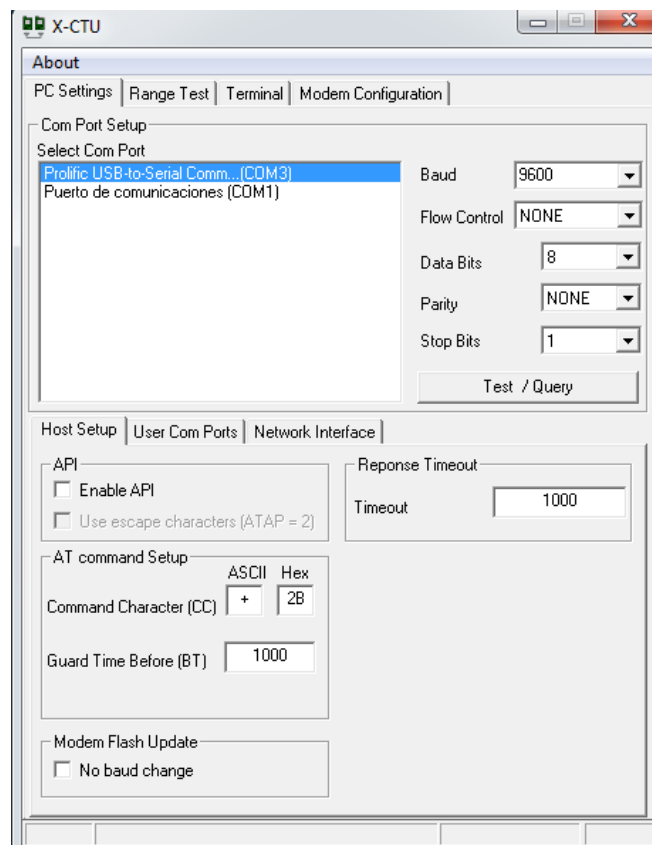 X-CTU
About
PC Settings Range Test Terminal Modem Configuration
Com Port Setup
Select Com Port
Prolific USB-to-Serial Comm...(COM3)
Puerto de comunicaciones (COM1)
Baud 9600
Flow Control NONE
Data Bits 8
Parity NONE
Stop Bits 1
Test / Query
Host Setup User Com Ports Network Interface
API
Enable API
Use escape characters (ATAP = 2)
Reponse Timeout
Timeout 1000
AT command Setup
ASCII Hex
Command Character (CC) + 2B
Guard Time Before (BT) 1000
Modem Flash Update
No baud change